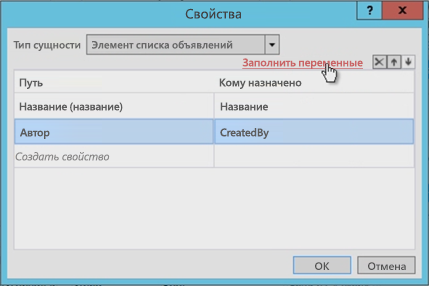 Свойства
? X
Тип сущности Элемент списка объявлений
Заполнить переменные
Путь Кому назначено
Название (название) Название
Автор CreatedBy
Создать свойство
ОК Отмена